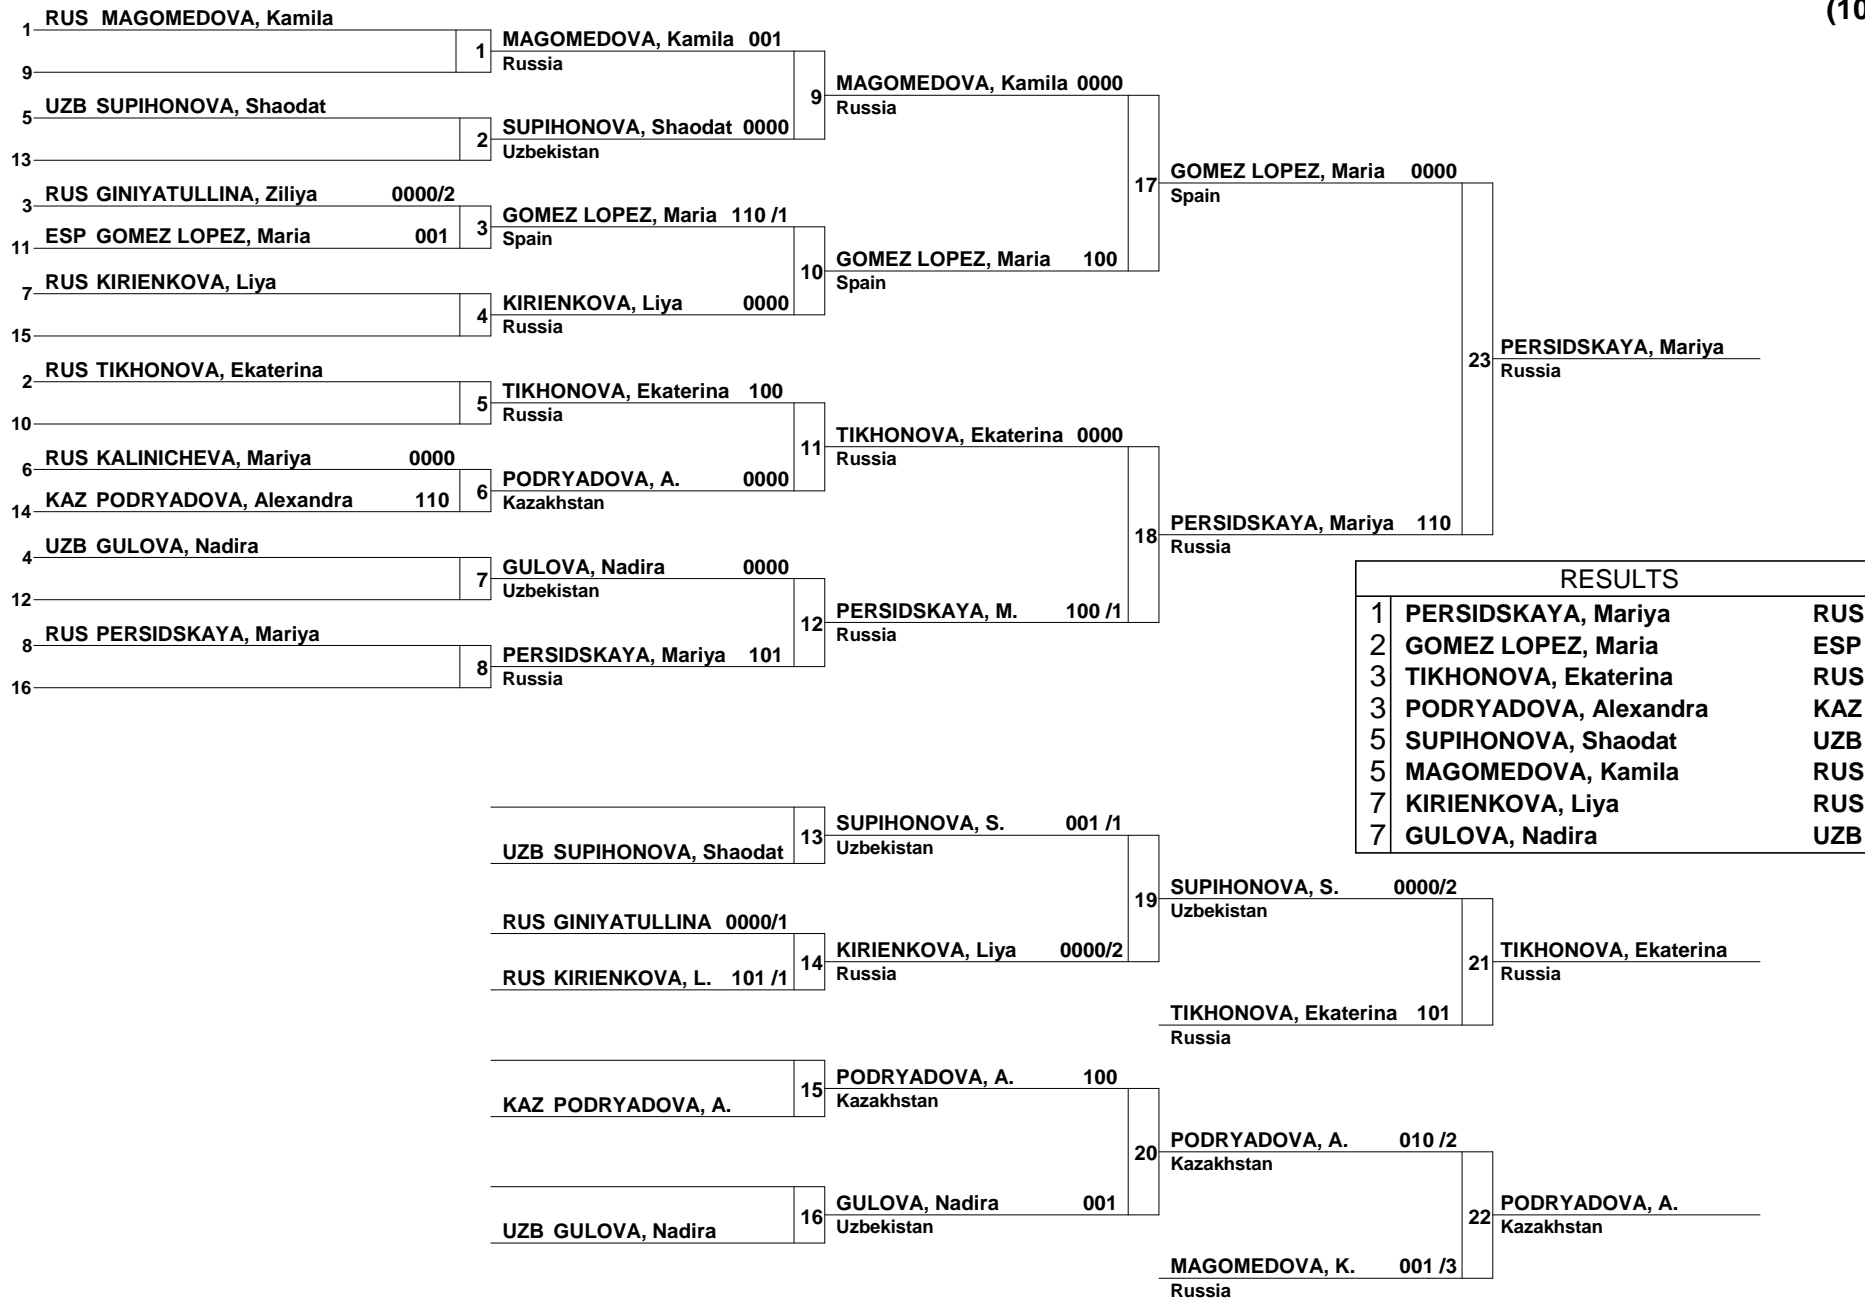 (10
1 RUS MAGOMEDOVA, Kamila
9
1 MAGOMEDOVA, Kamila 001
Russia
5 UZB SUPIHONOVA, Shaodat
13
2 SUPIHONOVA, Shaodat 0000
Uzbekistan
3 RUS GINIYATULLINA, Ziliya 0000/2
11 ESP GOMEZ LOPEZ, Maria 001
3 GOMEZ LOPEZ, Maria 110 /1
Spain
7 RUS KIRIENKOVA, Liya
15
4 KIRIENKOVA, Liya 0000
Russia
2 RUS TIKHONOVA, Ekaterina
10
5 TIKHONOVA, Ekaterina 100
Russia
6 RUS KALINICHEVA, Mariya 0000
14 KAZ PODRYADOVA, Alexandra 110
6 PODRYADOVA, A. 0000
Kazakhstan
4 UZB GULOVA, Nadira
12
7 GULOVA, Nadira 0000
Uzbekistan
8 RUS PERSIDSKAYA, Mariya
16
8 PERSIDSKAYA, Mariya 101
Russia
9 MAGOMEDOVA, Kamila 0000
Russia
10 GOMEZ LOPEZ, Maria 100
Spain
11 TIKHONOVA, Ekaterina 0000
Russia
12 PERSIDSKAYA, M. 100 /1
Russia
17 GOMEZ LOPEZ, Maria 0000
Spain
18 PERSIDSKAYA, Mariya 110
Russia
23 PERSIDSKAYA, Mariya
Russia
RESULTS
1 PERSIDSKAYA, Mariya RUS
2 GOMEZ LOPEZ, Maria ESP
3 TIKHONOVA, Ekaterina RUS
3 PODRYADOVA, Alexandra KAZ
5 SUPIHONOVA, Shaodat UZB
5 MAGOMEDOVA, Kamila RUS
7 KIRIENKOVA, Liya RUS
7 GULOVA, Nadira UZB
UZB SUPIHONOVA, Shaodat
13 SUPIHONOVA, S. 001 /1
Uzbekistan
RUS GINIYATULLINA 0000/1
RUS KIRIENKOVA, L. 101 /1
14 KIRIENKOVA, Liya 0000/2
Russia
19 SUPIHONOVA, S. 0000/2
Uzbekistan
TIKHONOVA, Ekaterina 101
Russia
21 TIKHONOVA, Ekaterina
Russia
KAZ PODRYADOVA, A.
15 PODRYADOVA, A. 100
Kazakhstan
UZB GULOVA, Nadira
16 GULOVA, Nadira 001
Uzbekistan
20 PODRYADOVA, A. 010 /2
Kazakhstan
MAGOMEDOVA, K. 001 /3
Russia
22 PODRYADOVA, A.
Kazakhstan